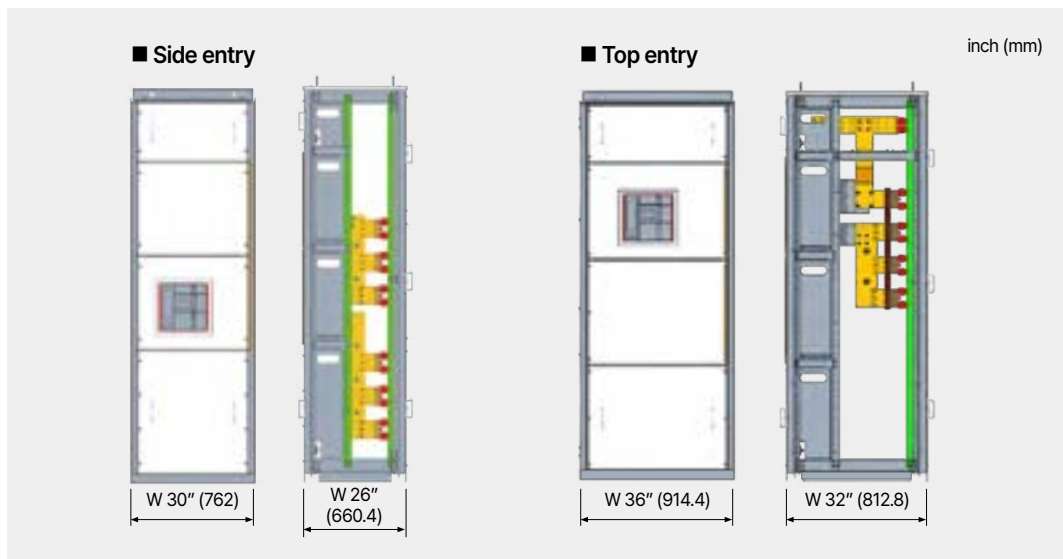 inch (mm)
■ Side entry
■ Top entry
W 30″ (762)
W 26″
(660.4)
W 36″ (914.4)
W 32″ (812.8)